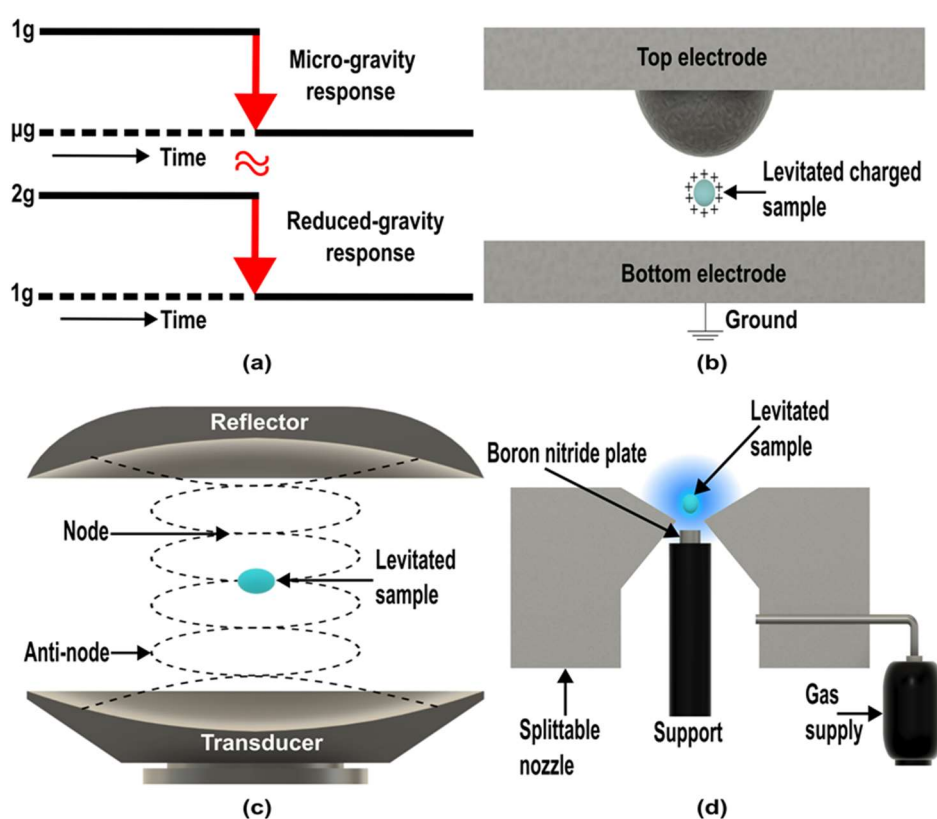 1g
Micro-gravity
response
μg
Time
≈
2g
Reduced-gravity
response
1g
Time
(a)
Top electrode
+ + + + + + + + + + + +
Levitated charged
sample
Bottom electrode
Ground
(b)
Reflector
Node
Levitated
sample
Anti-node
Transducer
(c)
Levitated
sample
Boron nitride plate
Splittable
nozzle
Support
Gas
supply
(d)